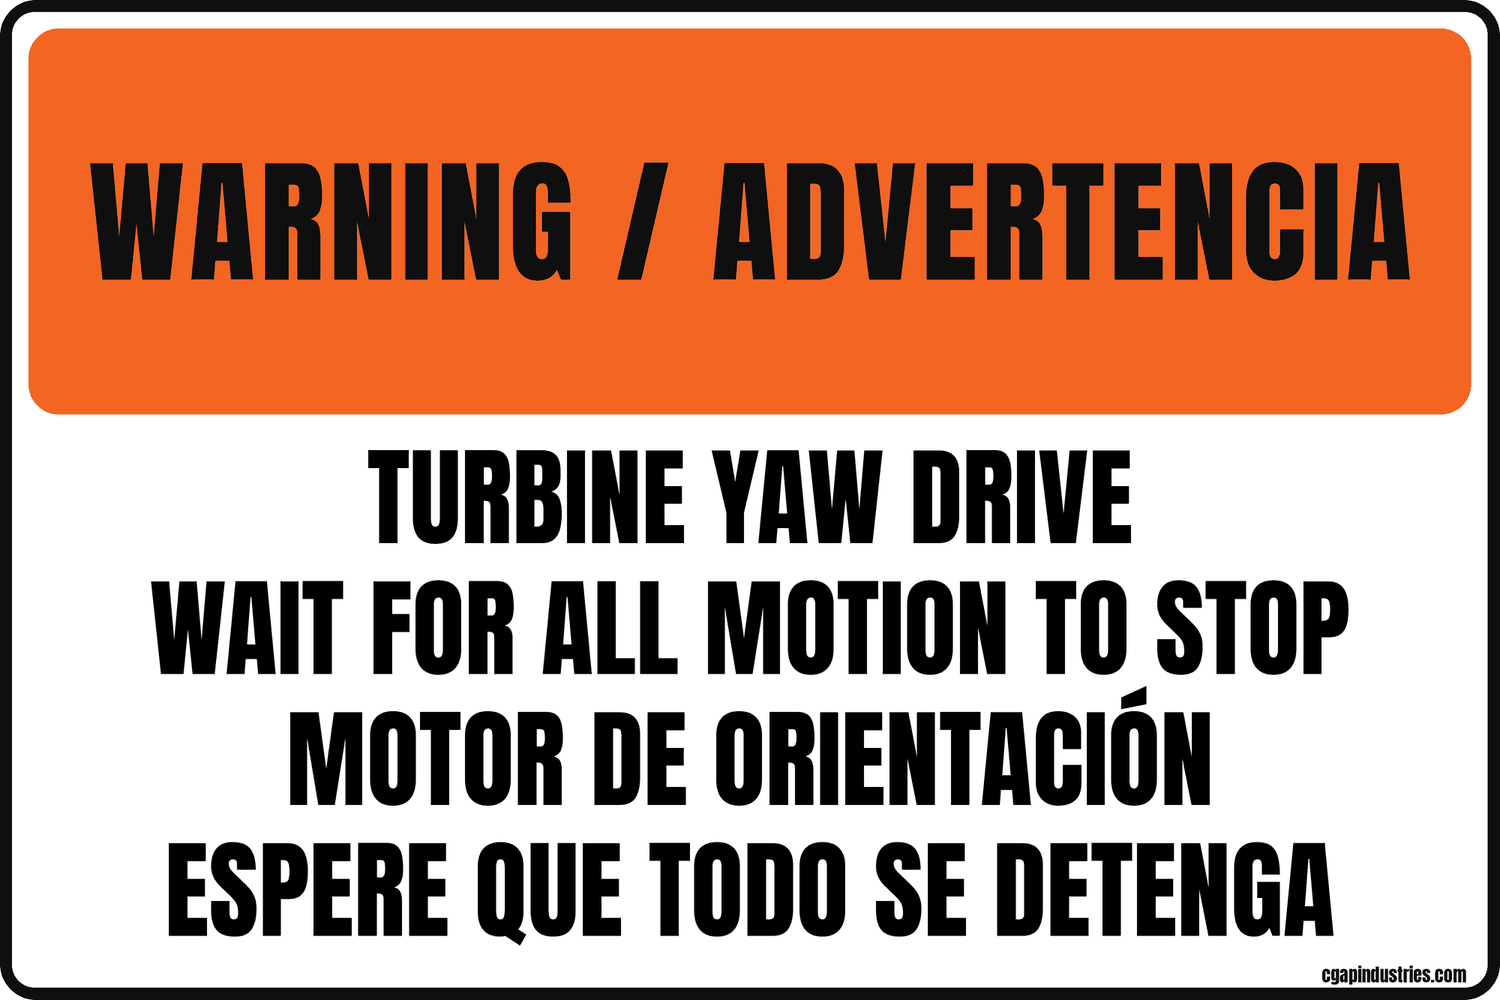 WARNING / ADVERTENCIA
TURBINE YAW DRIVE
WAIT FOR ALL MOTION TO STOP
MOTOR DE ORIENTACIÓN
ESPERE QUE TODO SE DETENGA
cgapindustries.com